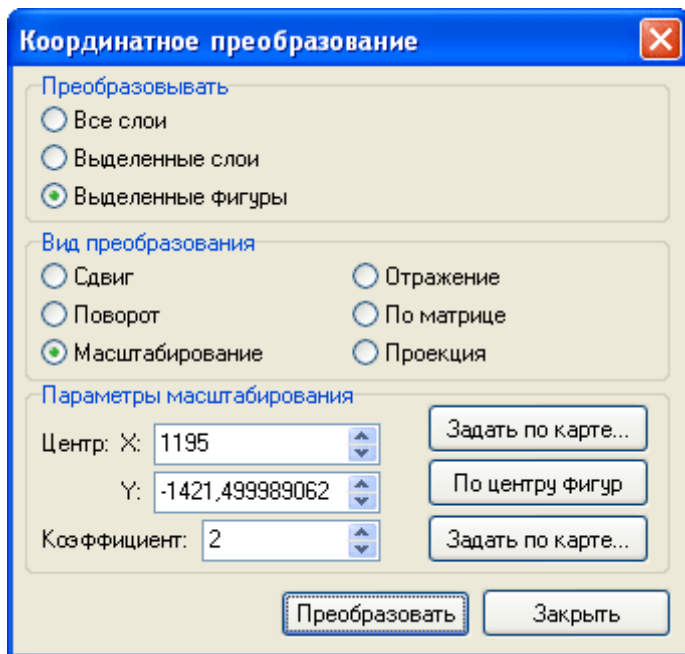 Координатное преобразование
Преобразовывать
Все слои
Выделенные слои
Выделенные фигуры
Вид преобразования
Сдвиг
Отражение
Поворот
По матрице
Масштабирование
Проекция
Параметры масштабирования
Центр: X: 1195
Задать по карте...
Y: -1421,499989062
По центру фигур
Коэффициент: 2
Задать по карте...
Преобразовать
Закрыть